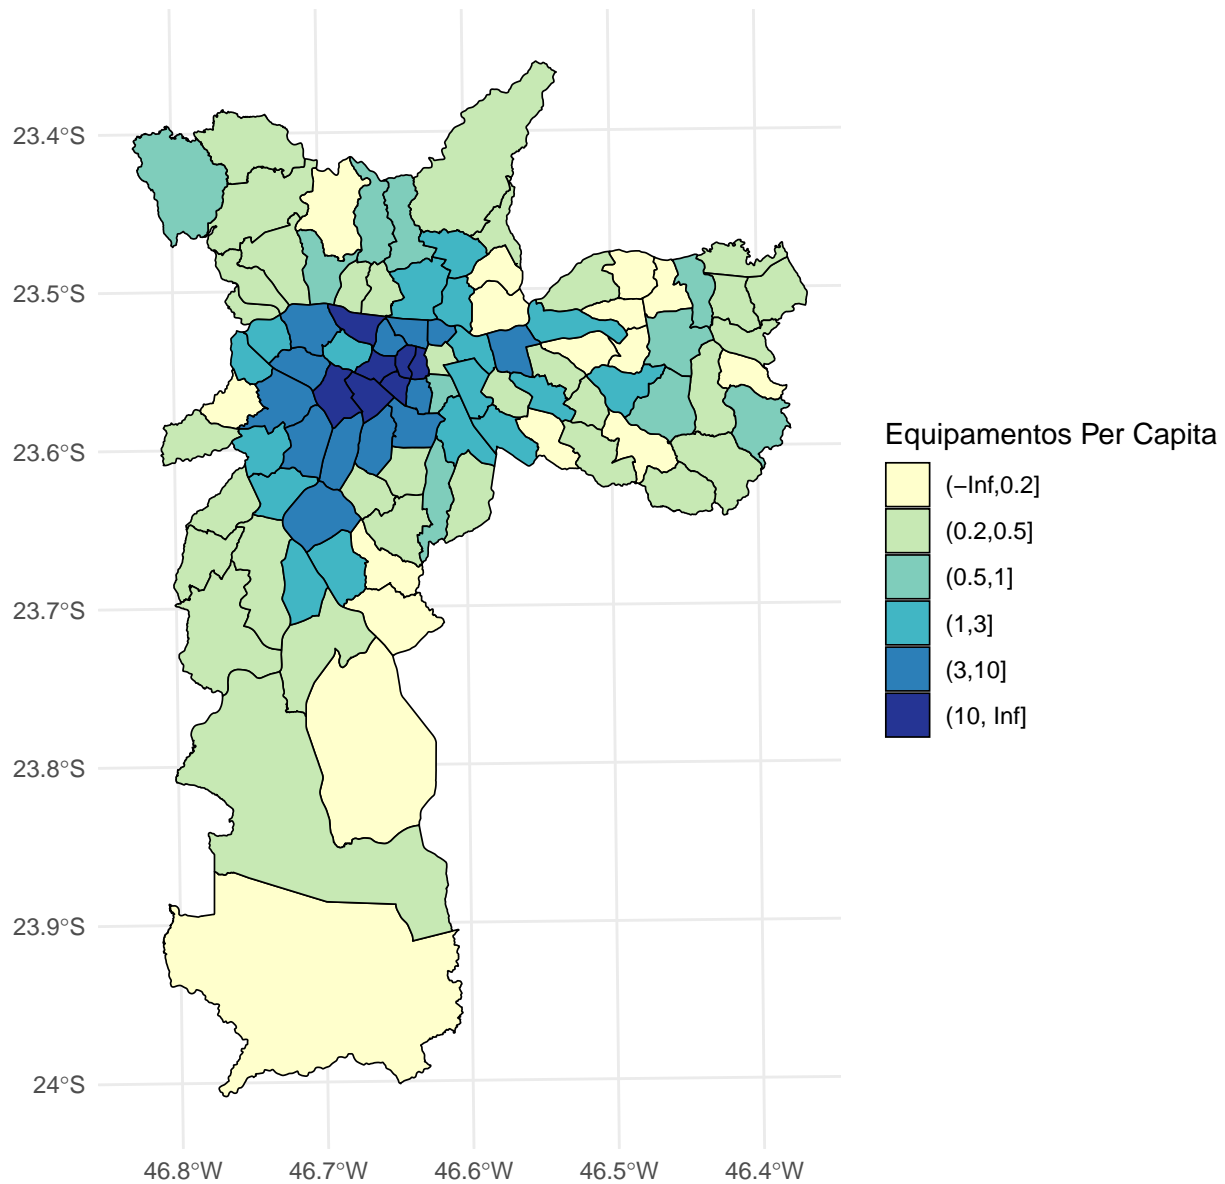 23.4°S
23.5°S
23.6°S
23.7°S
23.8°S
23.9°S
24°S
46.8°W
46.7°W
46.6°W
46.5°W
46.4°W
Equipamentos Per Capita
(−Inf,0.2]
(0.2,0.5]
(0.5,1]
(1,3]
(3,10]
(10, Inf]